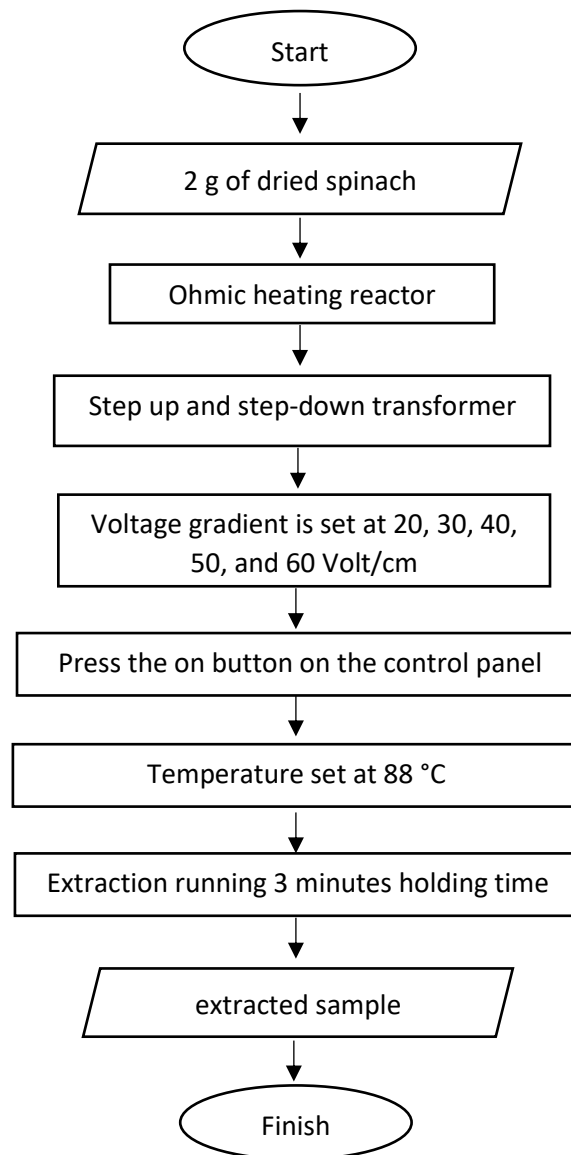 Start
2 g of dried spinach
Ohmic heating reactor
Step up and step-down transformer
Voltage gradient is set at 20, 30, 40,
50, and 60 Volt/cm
Press the on button on the control panel
Temperature set at 88 °C
Extraction running 3 minutes holding time
extracted sample
Finish